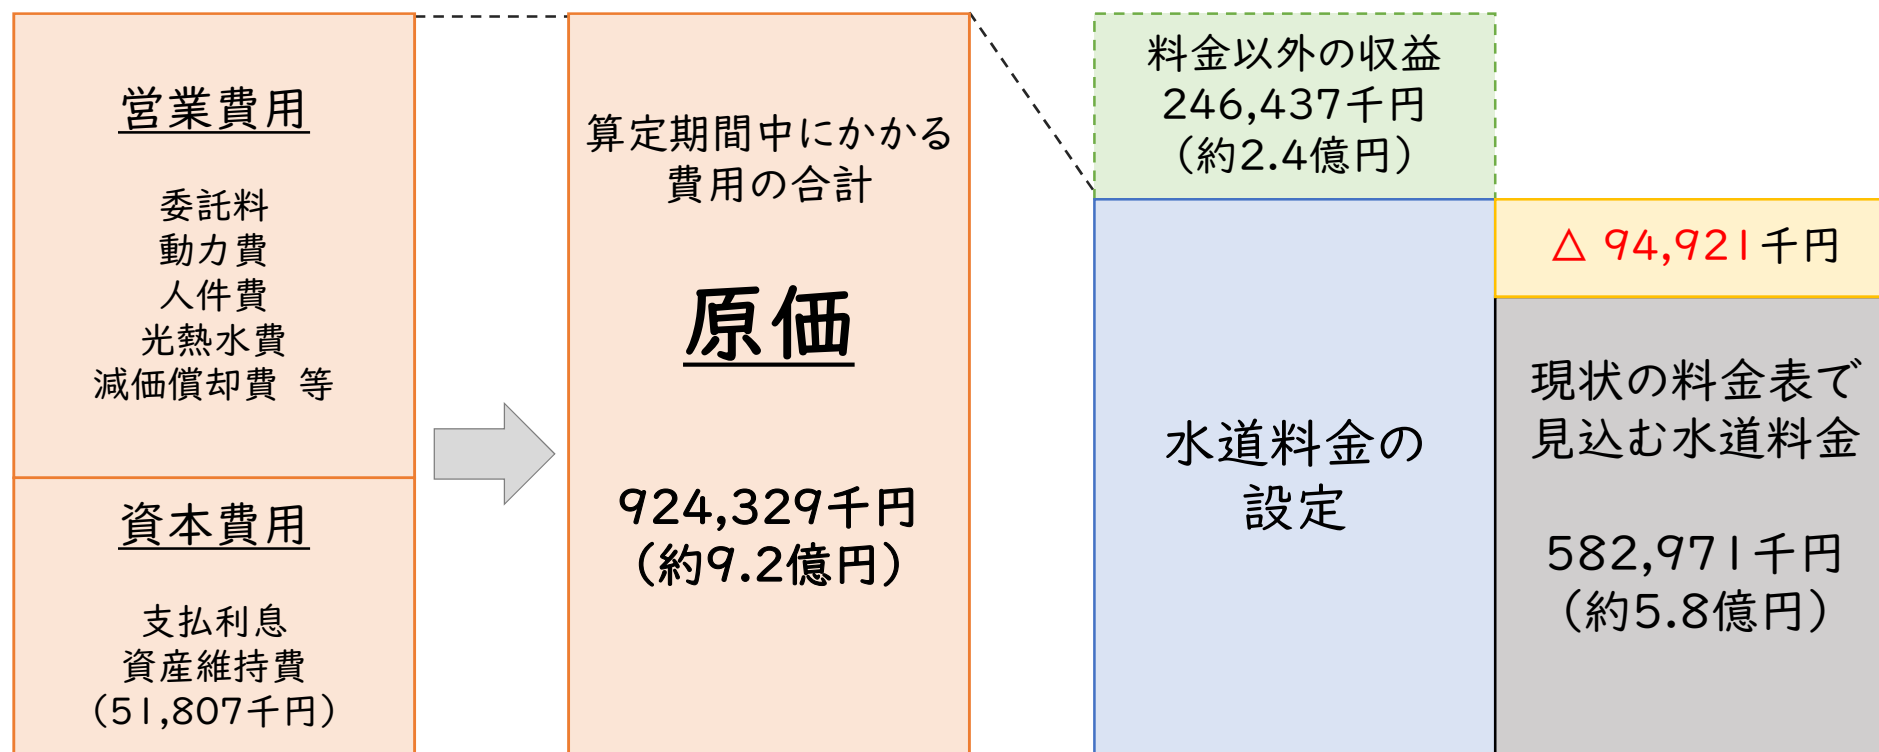 営業費用
委託料
動力費
人件費
光熱水費
減価償却費 等
資本費用
支払利息
資産維持費
(51,807千円)
算定期間中にかかる
費用の合計
原価
924,329千円
(約9.2億円)
料金以外の収益
246,437千円
(約2.4億円)
水道料金の
設定
△ 94,921千円
現状の料金表で
見込む水道料金
582,971千円
(約5.8億円)